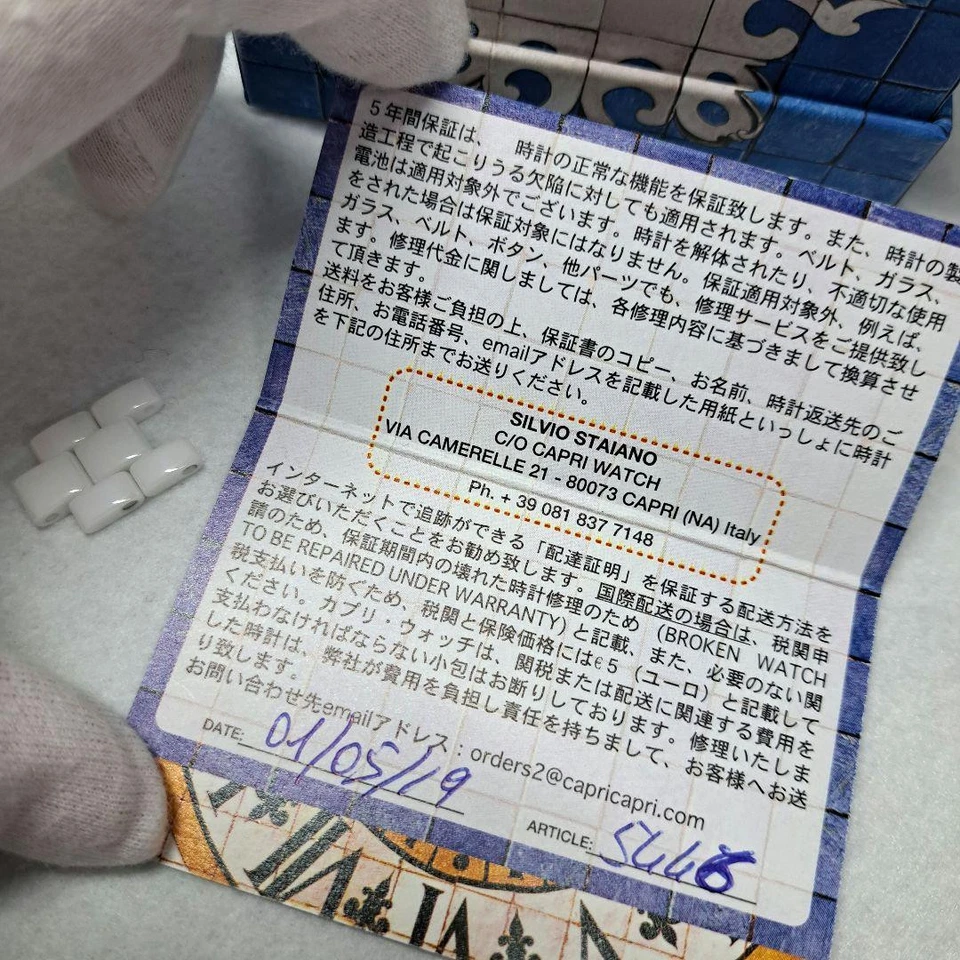 5年間保証は、 時計の正常な機能を保証致します。また、時計の製
造工程で起こりうる欠陥に対しても適用されます。ベルト、ガラス、
電池は適用対象外でございます。時計を解体されたり、不適切な使用
をされた場合は保証対象にはなりません。保証適用対象外、例えば、
ガラス、ベルト、ボタン、他パーツでも、修理サービスをご提供致し
ます。修理代金に関しましては、各修理内容に基づきまして換算させ
て頂きます。
送料をお客様ご負担の上、保証書のコピー、お名前、時計返送先のご
住所、お電話番号、emailアドレスを記載した用紙といっしょに時計
を下記の住所までお送りください。
SILVIO STAIANO
C/O CAPRI WATCH
VIA CAMERELLE 21 - 80073 CAPRI (NA) Italy
Ph. + 39 081 837 7148
インターネットで追跡ができる「配達証明」を保証する配送方法を
お選びいただくことをお勧め致します。国際配送の場合は、税関申
請のため、保証期間内の壊れた時計修理のため (BROKEN WATCH
TO BE REPAIRED UNDER WARRANTY) と記載、また、必要のない関
税支払いを防ぐため、税関と保険価格には€5（ユーロ）と記載して
ください。カプリ・ウォッチは、関税または配送に関連する費用を
支払わなければならない小包はお断りしております。修理いたしま
した時計は、弊社が費用を負担し責任を持ちまして、お客様へお送
り致します。
お問い合わせ先emailアドレス：orders2@capricapri.com
DATE: 01/05/19
ARTICLE: 5448